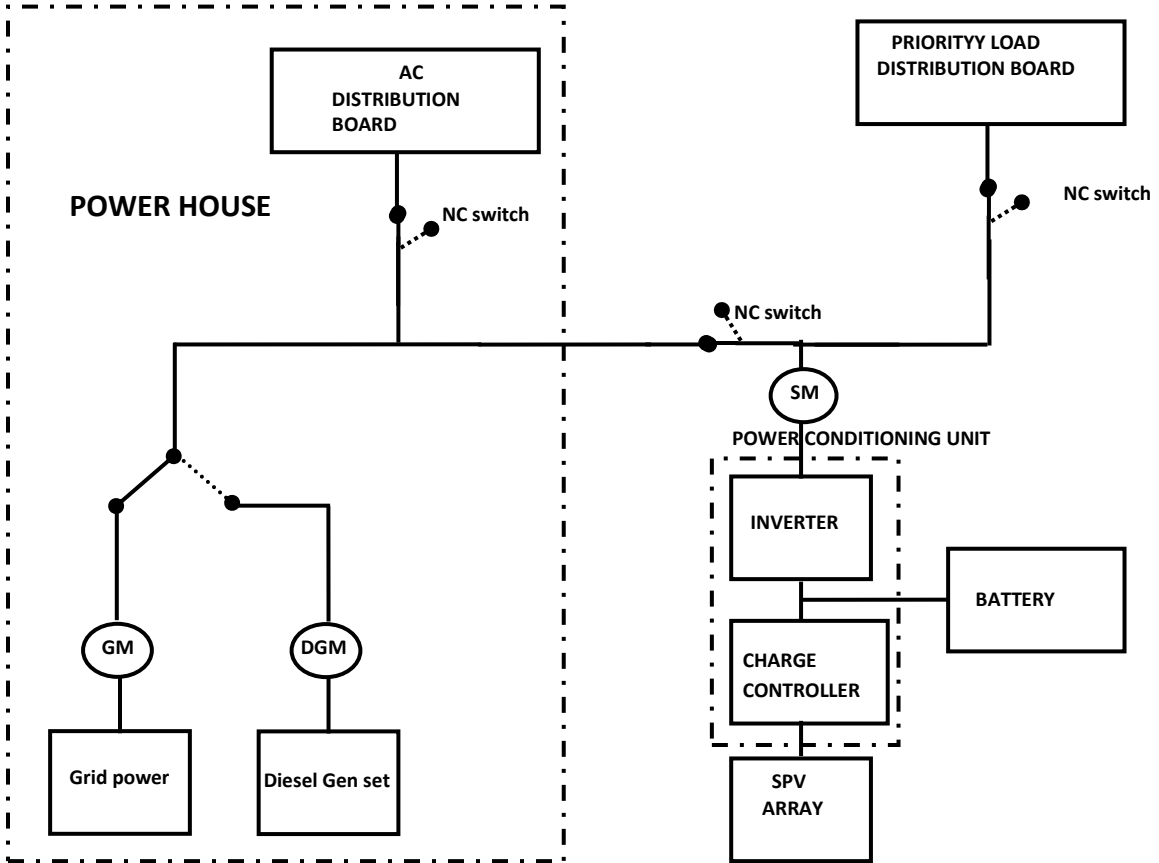 AC
DISTRIBUTION
BOARD
PRIORITYY LOAD
DISTRIBUTION BOARD
POWER HOUSE
NC switch
NC switch
NC switch
SM
POWER CONDITIONING UNIT
INVERTER
BATTERY
GM
DGM
CHARGE
CONTROLLER
Grid power
Diesel Gen set
SPV
ARRAY